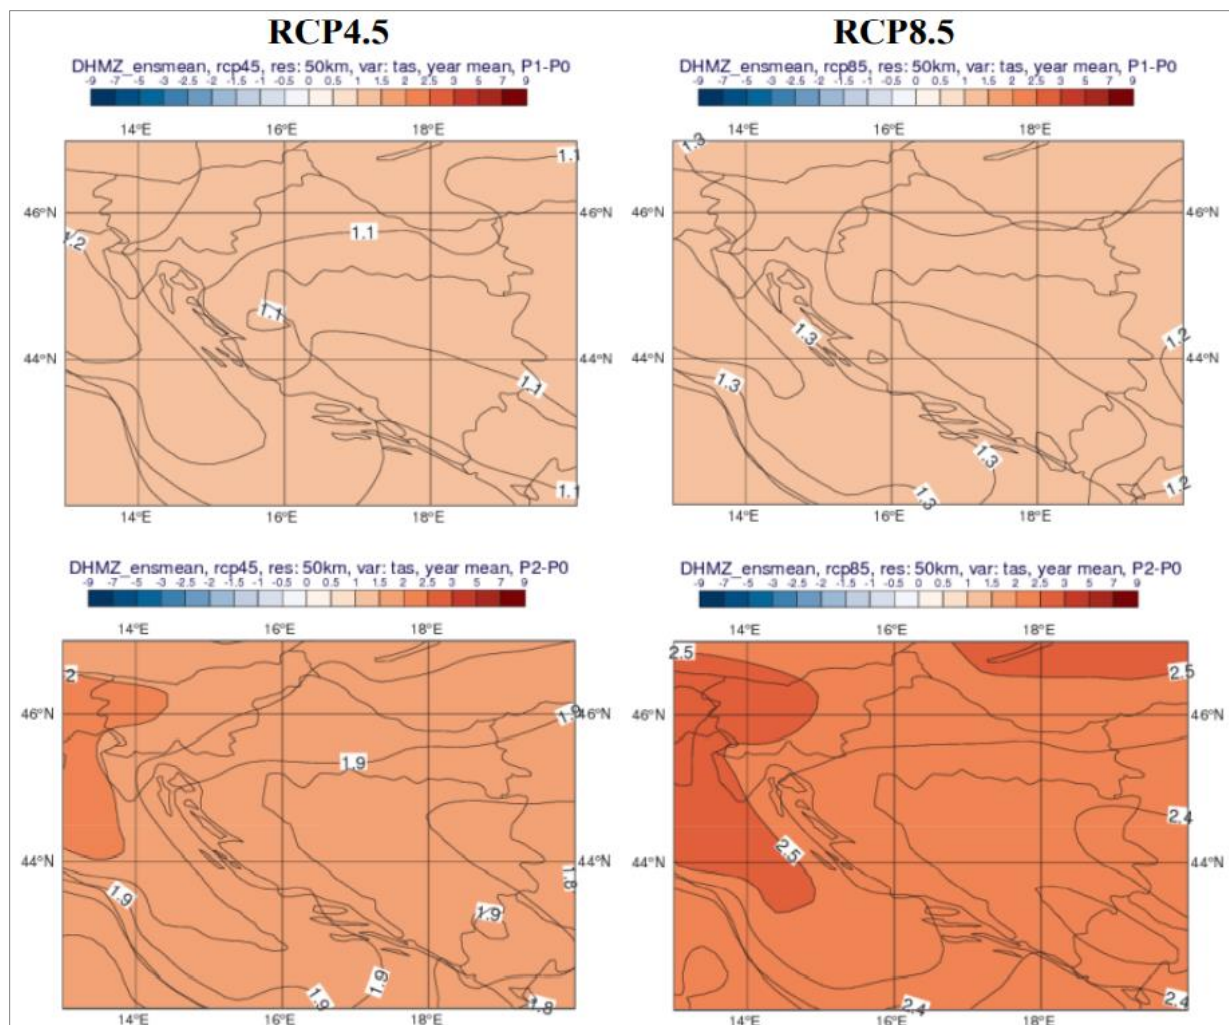 RCP4.5
RCP8.5
DHMZ_ensmean, rcp45, res: 50km, var: tas, year mean, P1-P0
-9 -7 -5 -3 -2.5 -2 -1.5 -1 -0.5 0 0.5 1 1.5 2 2.5 3 5 7 9
14°E 16°E 18°E
1.1
46°N 46°N
1.2 1.1
1.1
44°N 44°N
1.1
1.1
14°E 16°E 18°E
DHMZ_ensmean, rcp85, res: 50km, var: tas, year mean, P1-P0
-9 -7 -5 -3 -2.5 -2 -1.5 -1 -0.5 0 0.5 1 1.5 2 2.5 3 5 7 9
14°E 16°E 18°E
1.3
46°N 46°N
1.3 1.2
44°N 44°N
1.3
1.3
1.3 1.2
14°E 16°E 18°E
DHMZ_ensmean, rcp45, res: 50km, var: tas, year mean, P2-P0
-9 -7 -5 -3 -2.5 -2 -1.5 -1 -0.5 0 0.5 1 1.5 2 2.5 3 5 7 9
14°E 16°E 18°E
2
46°N 1.9 46°N
1.9
44°N 44°N
1.8
1.9 1.9
1.9
1.9 1.8
14°E 16°E 18°E
DHMZ_ensmean, rcp85, res: 50km, var: tas, year mean, P2-P0
-9 -7 -5 -3 -2.5 -2 -1.5 -1 -0.5 0 0.5 1 1.5 2 2.5 3 5 7 9
14°E 16°E 18°E
2.5 2.5
46°N 46°N
2.4
2.5
44°N 44°N
2.4 2.4
14°E 16°E 18°E